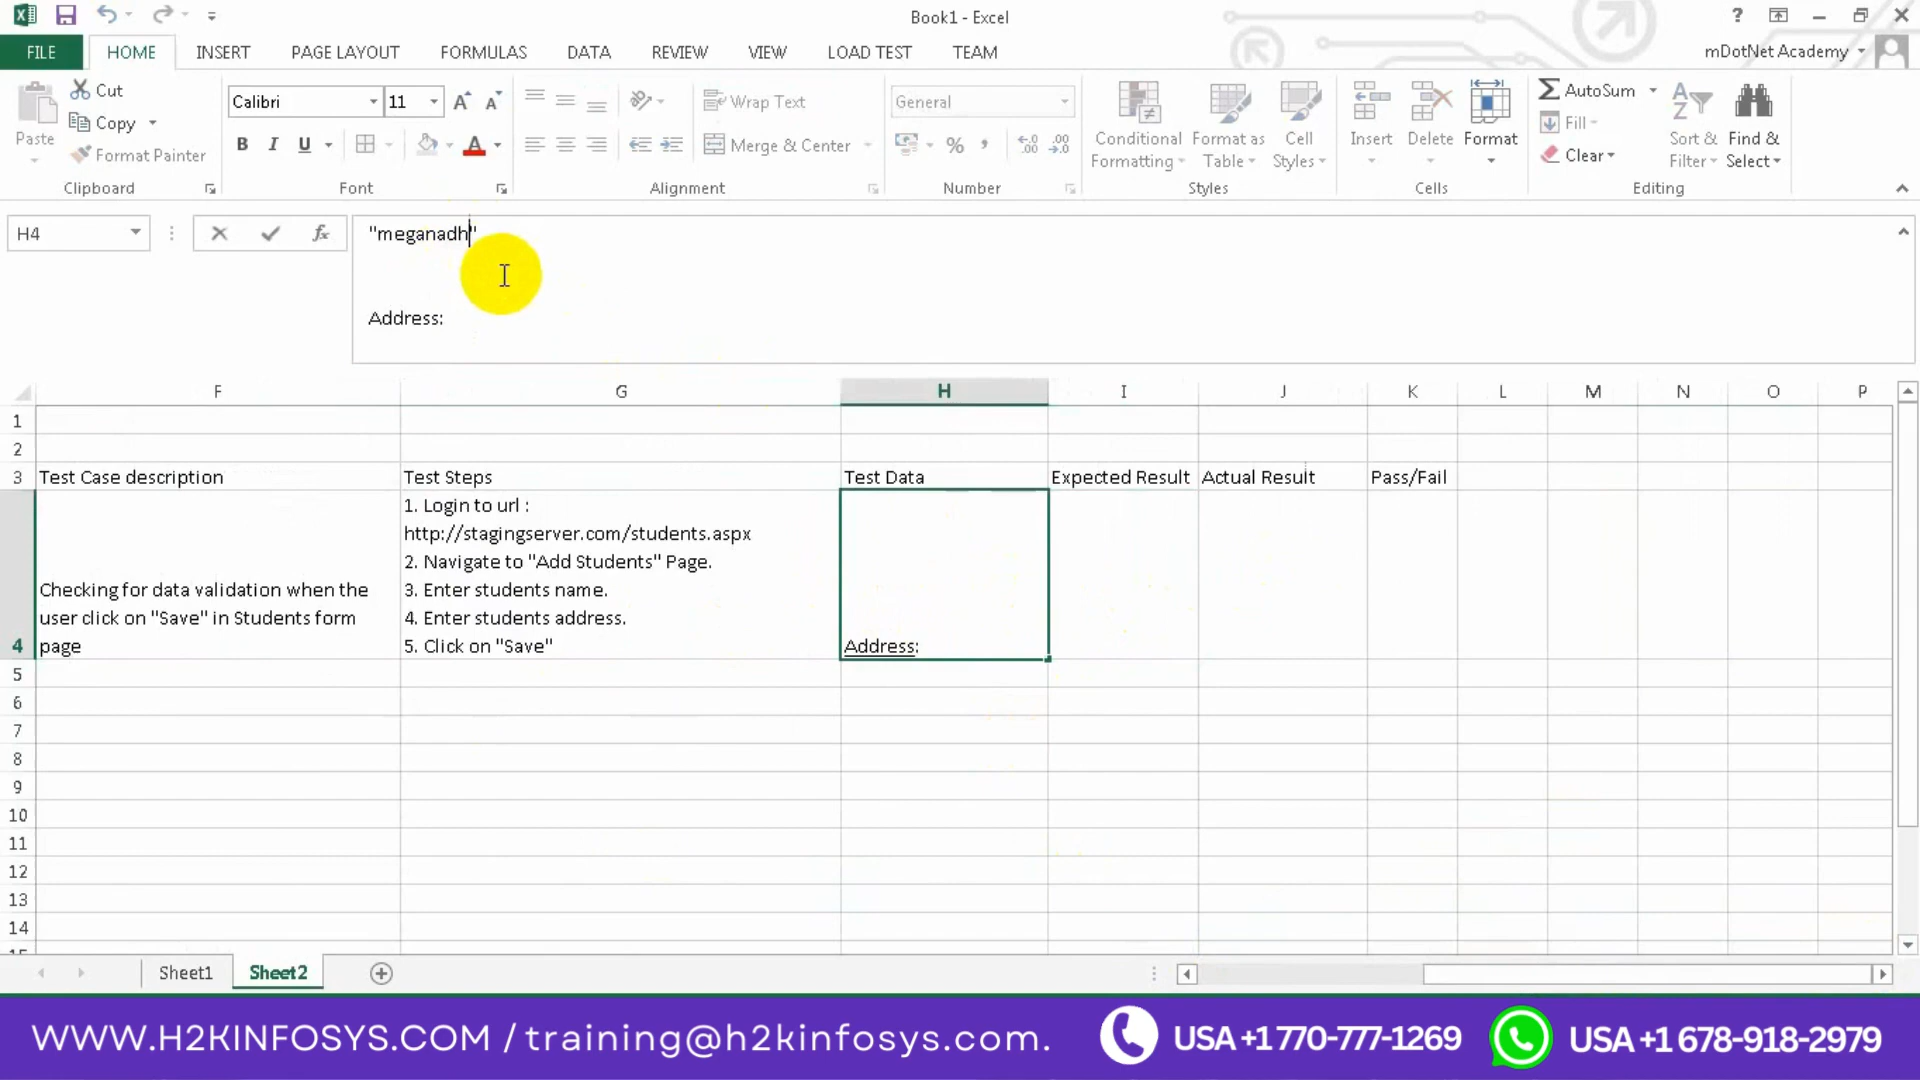 Book1 - Excel
?
FILE HOME INSERT PAGE LAYOUT FORMULAS DATA REVIEW VIEW LOAD TEST TEAM
mDotNet Academy
Paste
Cut
Copy
Format Painter
Clipboard
Calibri 11
B I U
Font
Wrap Text
Merge & Center
Alignment
General
%
Number
Conditional Formatting
Format as Table
Cell Styles
Styles
Insert
Delete
Format
Cells
AutoSum
Fill
Clear
Sort & Filter
Find & Select
Editing
H4
fx
"meganadh"
Address:
F G H I J K L M N O P
1
2
3 Test Case description Test Steps Test Data Expected Result Actual Result Pass/Fail
4
Checking for data validation when the
user click on "Save" in Students form
page
1. Login to url :
http://stagingserver.com/students.aspx
2. Navigate to "Add Students" Page.
3. Enter students name.
4. Enter students address.
5. Click on "Save"
Address:
5
6
7
8
9
10
11
12
13
14
Sheet1 Sheet2
WWW.H2KINFOSYS.COM / training@h2kinfosys.com.
USA +1 770-777-1269
USA +1 678-918-2979